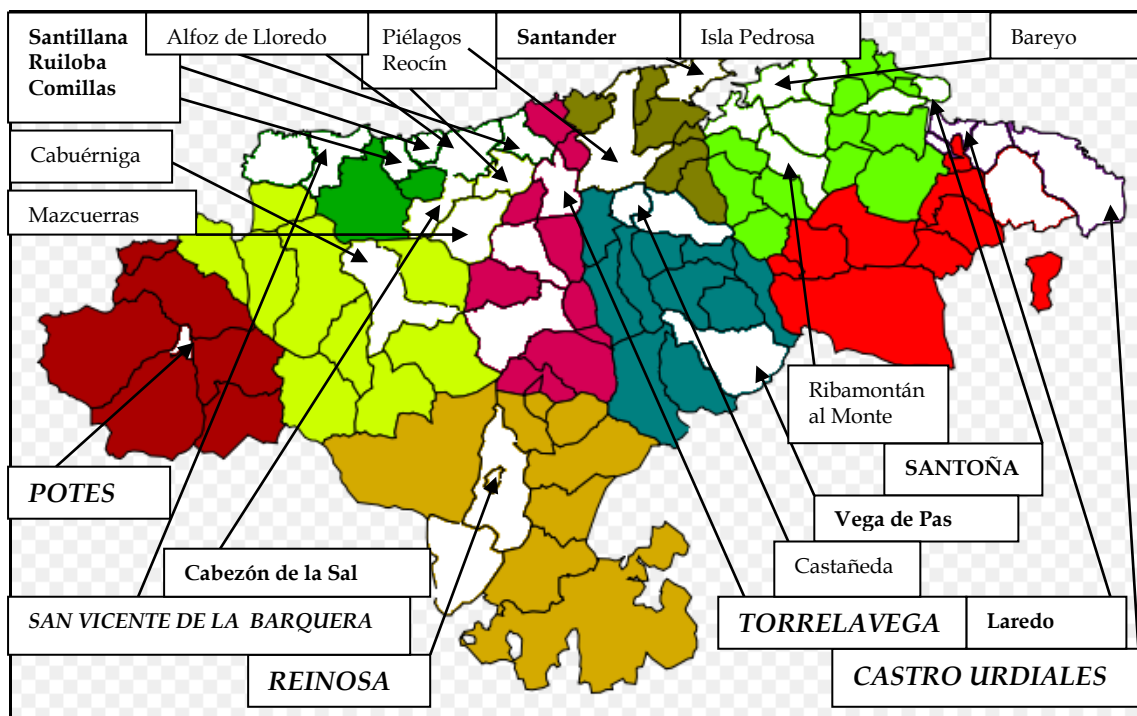 Santillana
Ruiloba
Comillas
Alfoz de Lloredo
Piélagos
Reocín
Santander
Isla Pedrosa
Bareyo
Cabuérniga
Mazcuerras
Ribamontán
al Monte
POTES
SANTOÑA
Vega de Pas
Cabezón de la Sal
Castañeda
SAN VICENTE DE LA BARQUERA
TORRELAVEGA
Laredo
REINOSA
CASTRO URDIALES